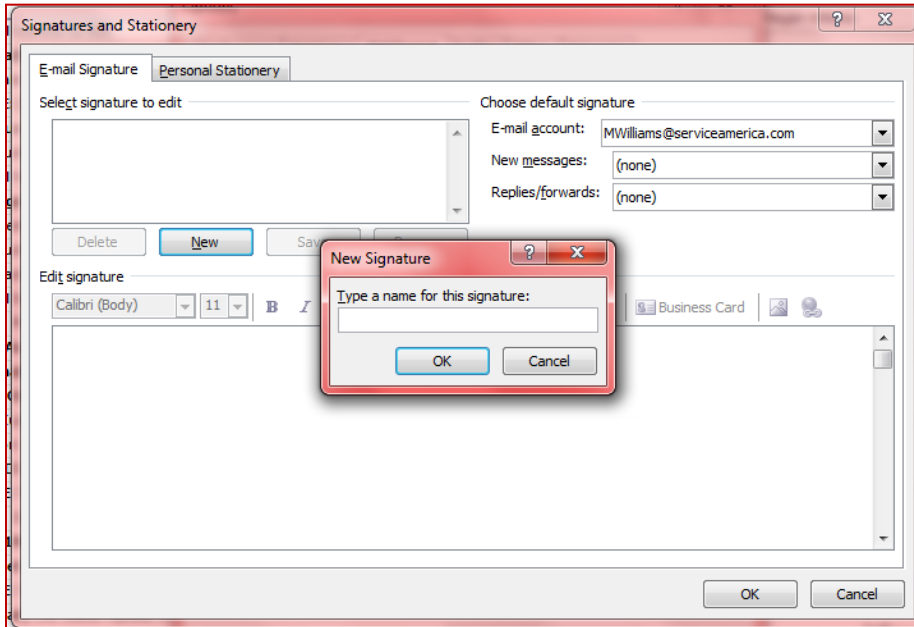 Signatures and Stationery
E-mail Signature Personal Stationery
Select signature to edit
Choose default signature
E-mail account: MWilliams@serviceamerica.com
New messages: (none)
Replies/forwards: (none)
Delete New
New Signature
Type a name for this signature:
OK Cancel
Edit signature
Calibri (Body) 11 B I Business Card
OK Cancel